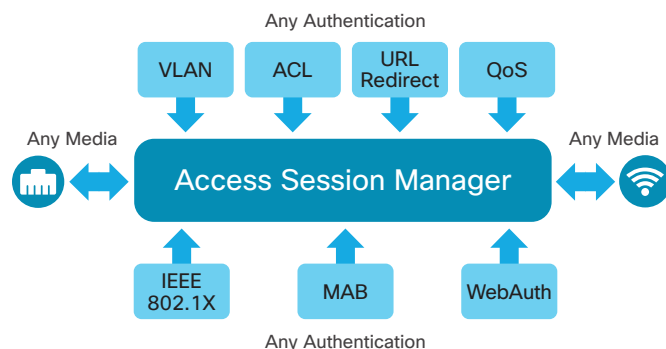 Any Authentication
VLAN
ACL
URL
Redirect
QoS
Any Media
Any Media
Access Session Manager
IEEE
802.1X
MAB
WebAuth
Any Authentication